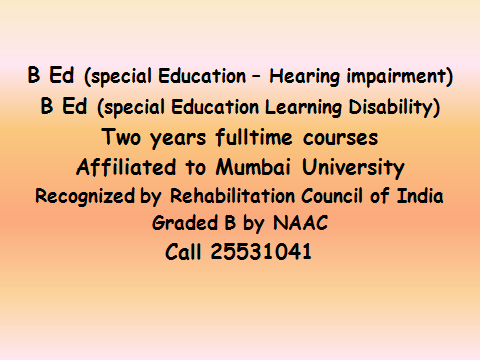 B Ed (special Education – Hearing impairment)
B Ed (special Education Learning Disability)
Two years fulltime courses
Affiliated to Mumbai University
Recognized by Rehabilitation Council of India
Graded B by NAAC
Call 25531041